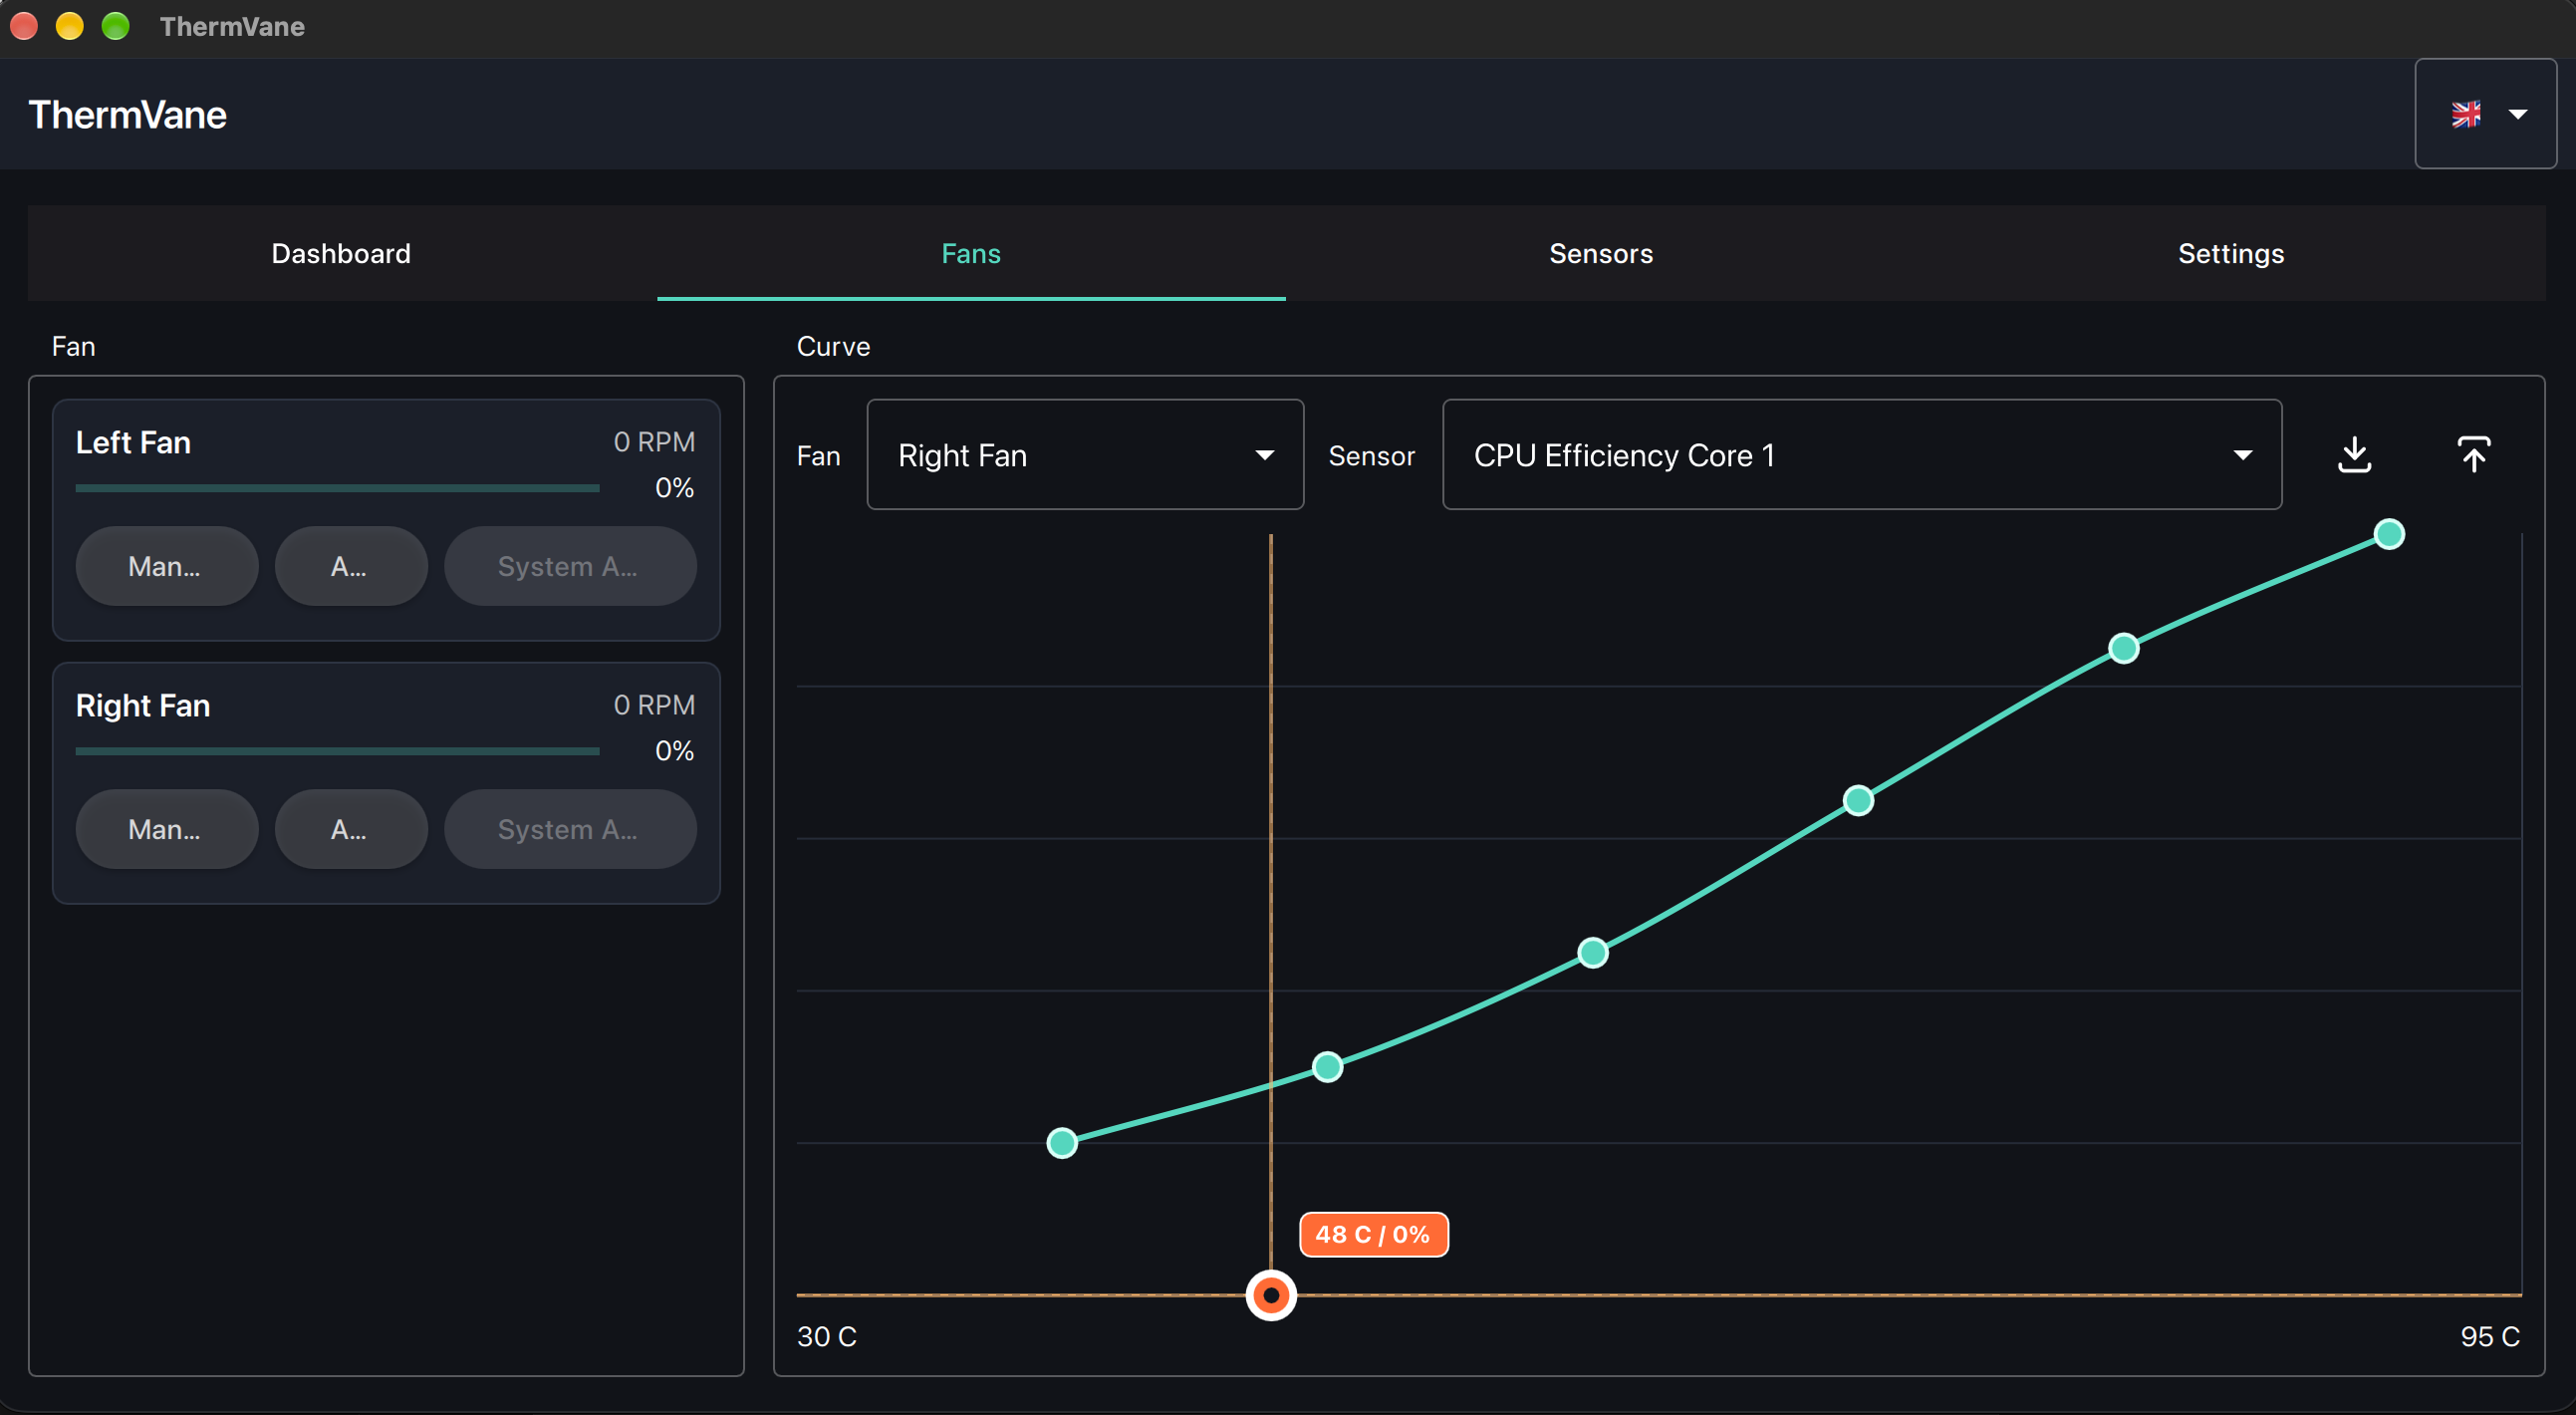 ThermVane
ThermVane
Dashboard
Fans
Sensors
Settings
Fan
Left Fan
0 RPM
0%
Man...
A...
System A...
Right Fan
0 RPM
0%
Man...
A...
System A...
Curve
Fan
Right Fan
Sensor
CPU Efficiency Core 1
48 C / 0%
30 C
95 C